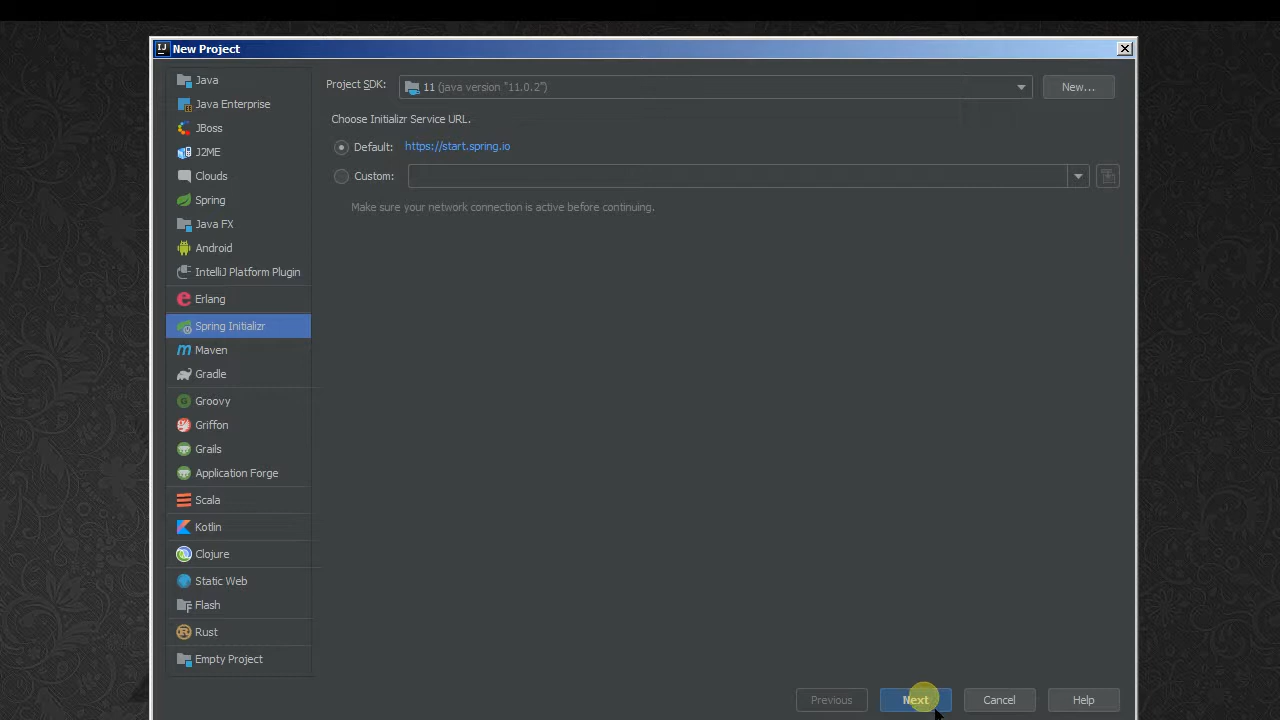 New Project
Java
Java Enterprise
JBoss
J2ME
Clouds
Spring
Java FX
Android
IntelliJ Platform Plugin
Erlang
Spring Initializr
Maven
Gradle
Groovy
Griffon
Grails
Application Forge
Scala
Kotlin
Clojure
Static Web
Flash
Rust
Empty Project
Project SDK: 11 (java version "11.0.2") New...
Choose Initializr Service URL.
Default: https://start.spring.io
Custom:
Make sure your network connection is active before continuing.
Previous Next Cancel Help